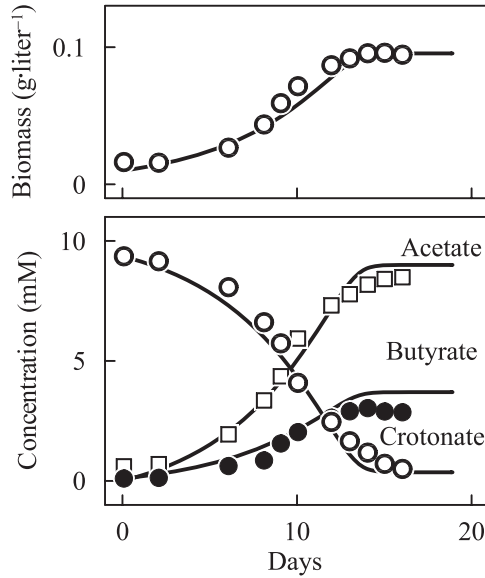 Biomass (g·liter⁻¹)
0.1
0
Concentration (mM)
10
5
0
Acetate
Butyrate
Crotonate
0
10
20
Days